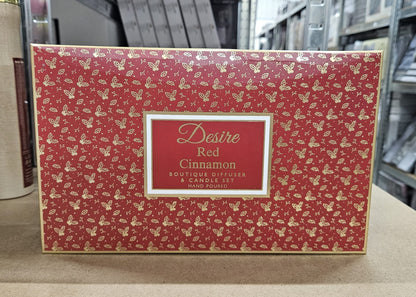 Desire
Red
Cinnamon
BOUTIQUE DIFFUSER
& CANDLE SET
HAND POURED